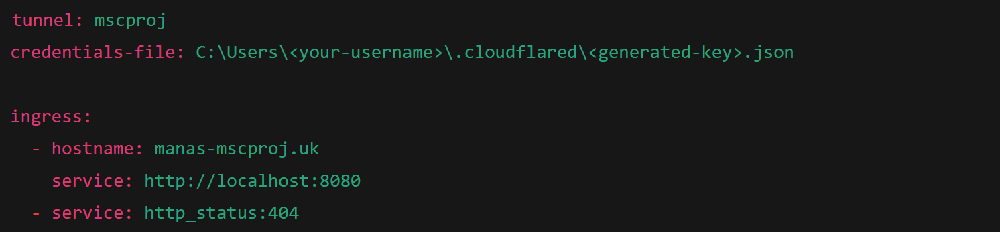 tunnel: mscproj
credentials-file: C:\Users\<your-username>\.cloudflared\<generated-key>.json
ingress:
  - hostname: manas-mscproj.uk
    service: http://localhost:8080
  - service: http_status:404